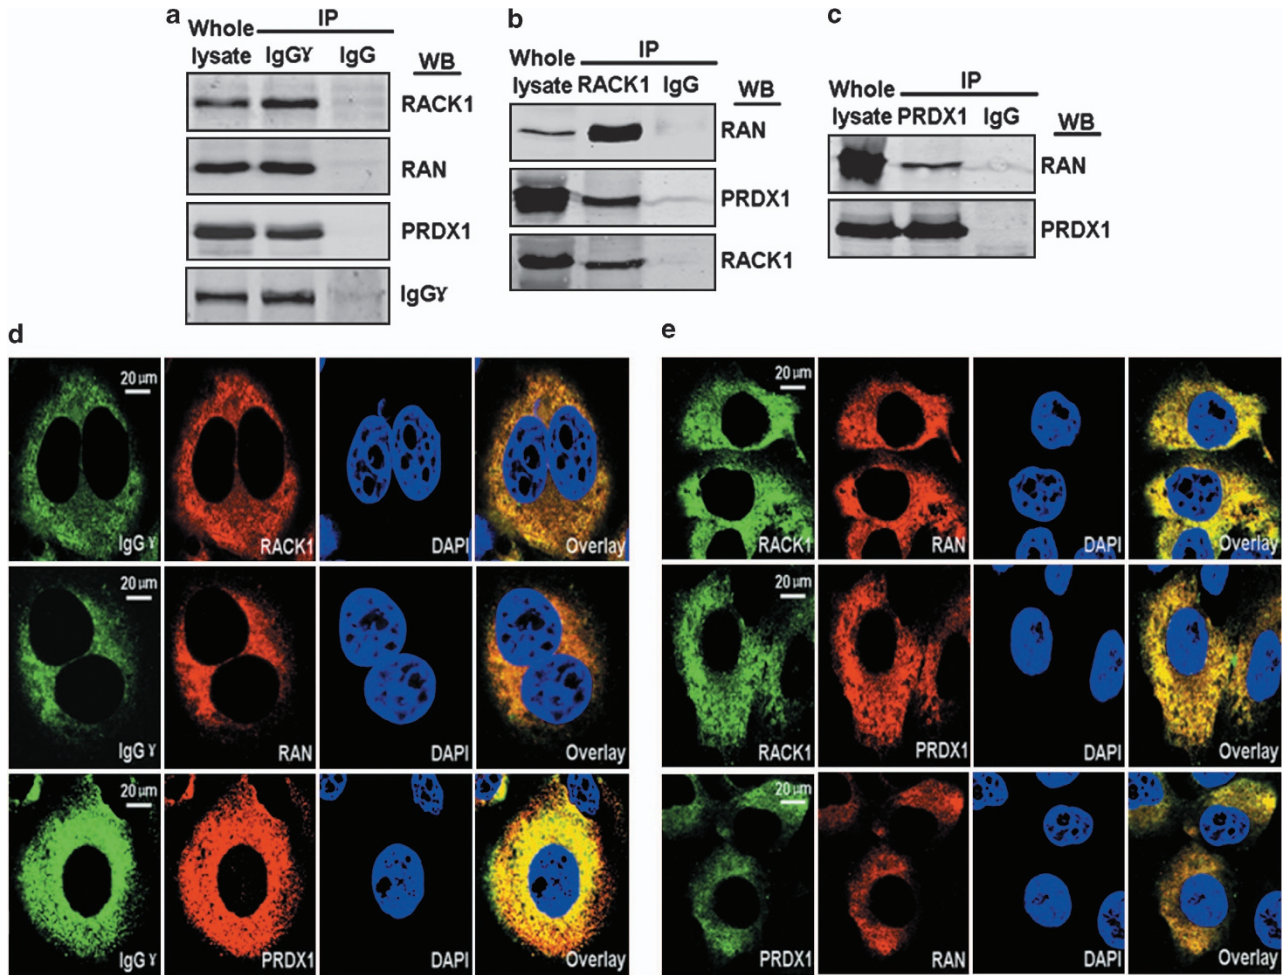 a
Whole IP
lysate IgGɣ IgG WB
RACK1
RAN
PRDX1
IgGɣ
b
Whole IP
lysate RACK1 IgG WB
RAN
PRDX1
RACK1
c
Whole IP
lysate PRDX1 IgG WB
RAN
PRDX1
d
20 µm
IgG ɣ RACK1 DAPI Overlay
20 µm
IgG ɣ RAN DAPI Overlay
20 µm
IgG ɣ PRDX1 DAPI Overlay
e
20 µm
RACK1 RAN DAPI Overlay
20 µm
RACK1 PRDX1 DAPI Overlay
20 µm
PRDX1 RAN DAPI Overlay